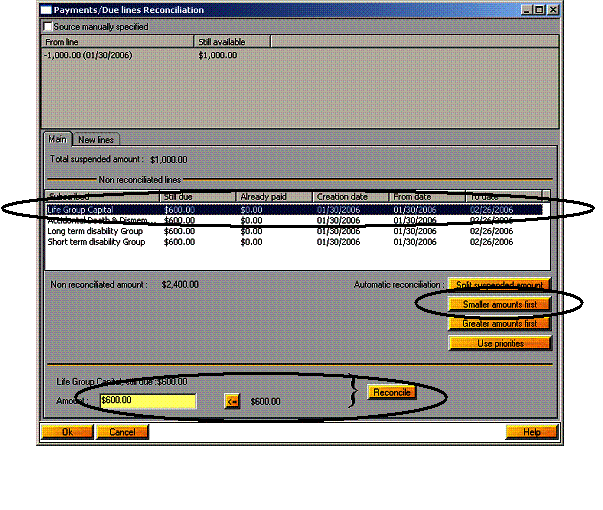 Payments/Due lines Reconciliation
Source manually specified
From line Still available
-1,000.00 (01/30/2006) $1,000.00
Main New lines
Total suspended amount : $1,000.00
Non reconciliated lines
Subscribed Still due Already paid Creation date From date To date
Life Group Capital $600.00 $0.00 01/30/2006 01/30/2006 02/26/2006
Accidental Death & Dismem... $600.00 $0.00 01/30/2006 01/30/2006 02/26/2006
Long term disability Group $600.00 $0.00 01/30/2006 01/30/2006 02/26/2006
Short term disability Group $600.00 $0.00 01/30/2006 01/30/2006 02/26/2006
Non reconciliated amount : $2,400.00 Automatic reconciliation : Split suspended amount
Smaller amounts first
Greater amounts first
Use priorities
Life Group Capital, still due :$600.00
Amount : $600.00 <= $600.00 } Reconcile
Ok Cancel Help